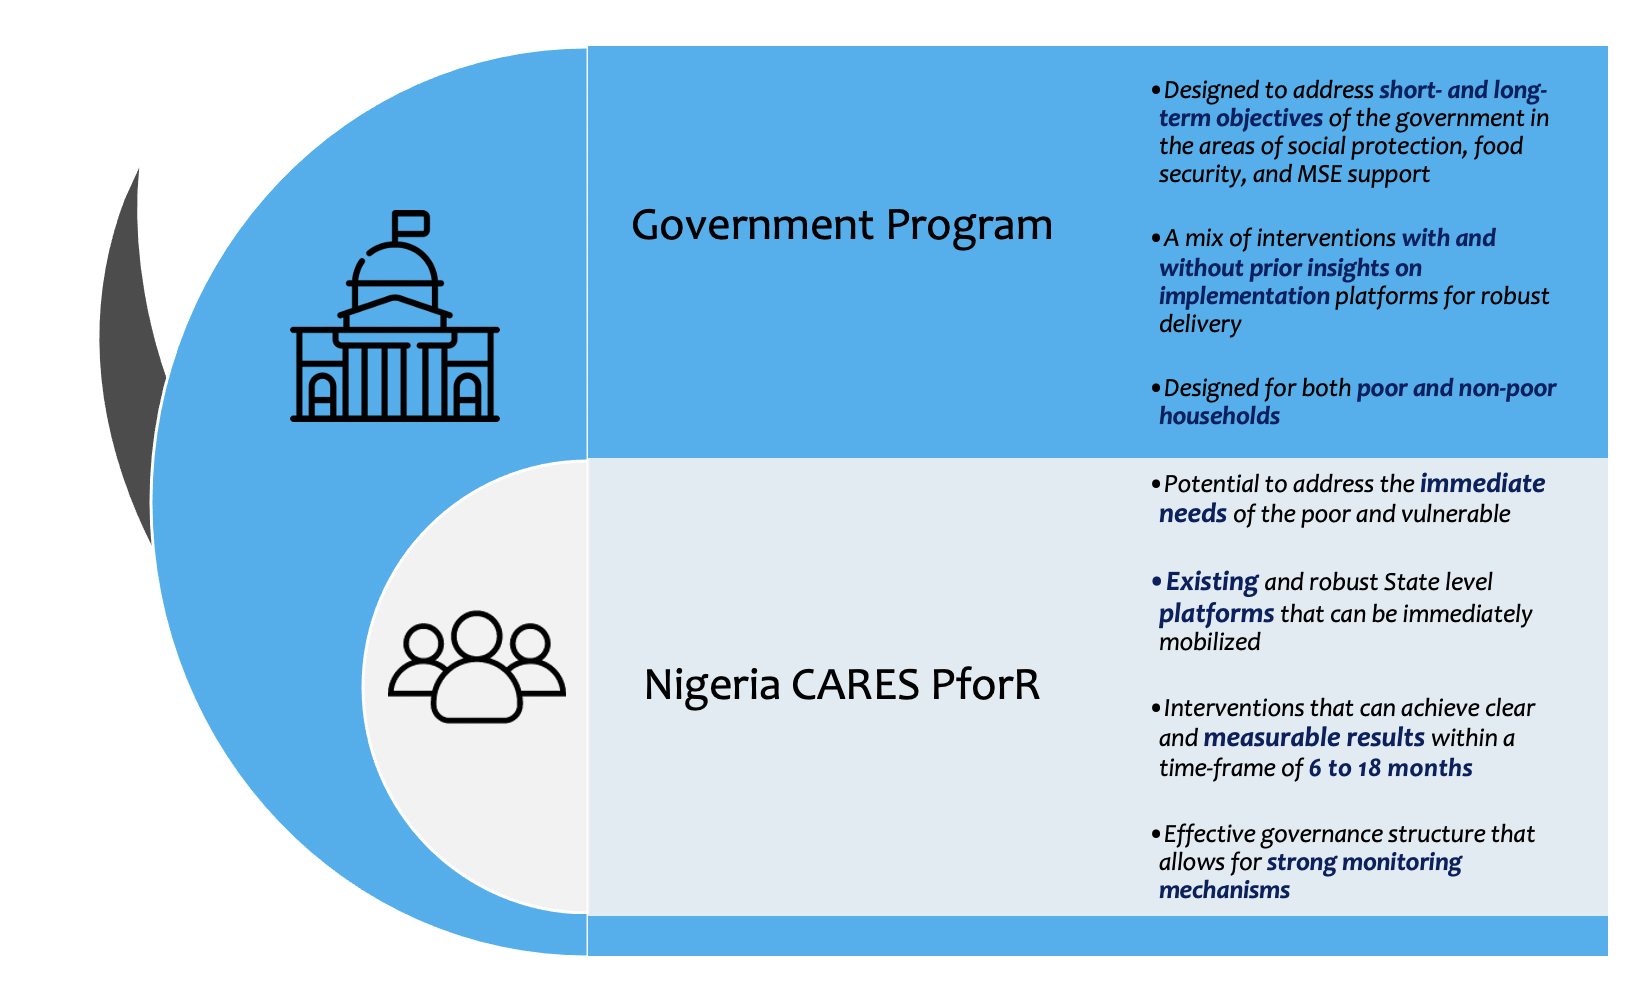 Government Program
•Designed to address short- and long-
term objectives of the government in
the areas of social protection, food
security, and MSE support
•A mix of interventions with and
without prior insights on
implementation platforms for robust
delivery
•Designed for both poor and non-poor
households
Nigeria CARES PforR
•Potential to address the immediate
needs of the poor and vulnerable
•Existing and robust State level
platforms that can be immediately
mobilized
•Interventions that can achieve clear
and measurable results within a
time-frame of 6 to 18 months
•Effective governance structure that
allows for strong monitoring
mechanisms